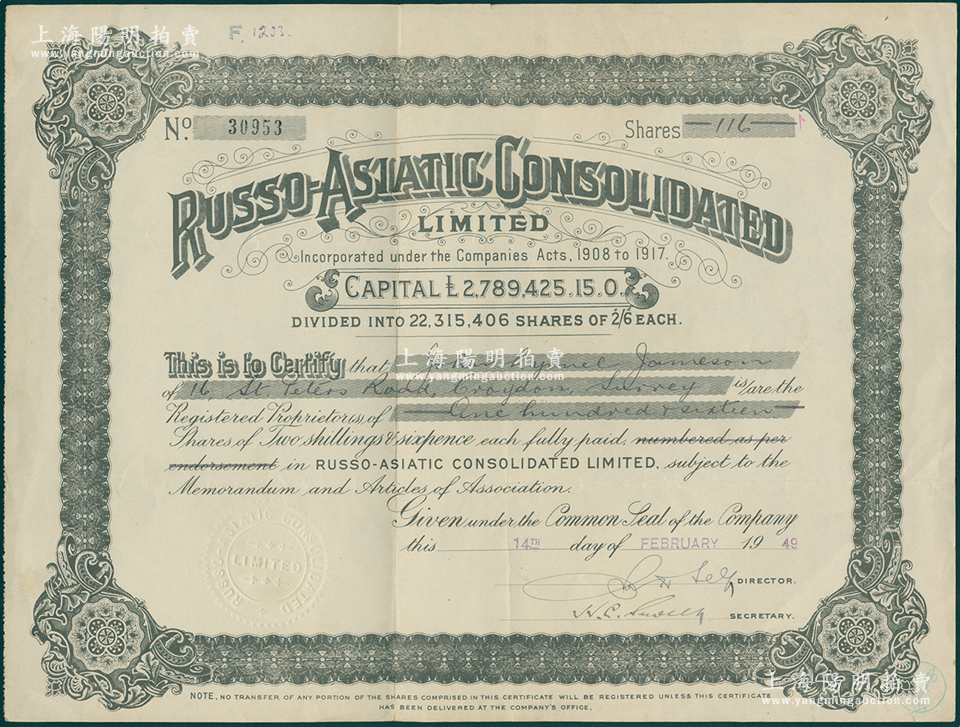 上海陽明拍賣
www.yangmingauction.com
F. 1233.
No. 30953
Shares 116
RUSSO-ASIATIC CONSOLIDATED
LIMITED
Incorporated under the Companies Acts, 1908 to 1917.
CAPITAL £2,789,425.15.0.
DIVIDED INTO 22,315,406 SHARES OF 2/6 EACH.
This is to Certify that John Jameson
上海陽明拍賣
www.yangmingauction.com
of 16, St. Peters Road, Croydon, Surrey is/are the
Registered Proprietor(s) of One hundred & sixteen
Shares, of Two shillings & sixpence each fully paid, numbered as per
endorsement in RUSSO-ASIATIC CONSOLIDATED LIMITED, subject to the
Memorandum and Articles of Association.
Given under the Common Seal of the Company
this 14TH day of FEBRUARY 19 49
DIRECTOR.
SECRETARY.
RUSSO-ASIATIC CONSOLIDATED
LIMITED
NOTE, NO TRANSFER OF ANY PORTION OF THE SHARES COMPRISED IN THIS CERTIFICATE WILL BE REGISTERED UNLESS THIS CERTIFICATE
HAS BEEN DELIVERED AT THE COMPANY'S OFFICE.
上海陽明拍賣
www.yangmingauction.com